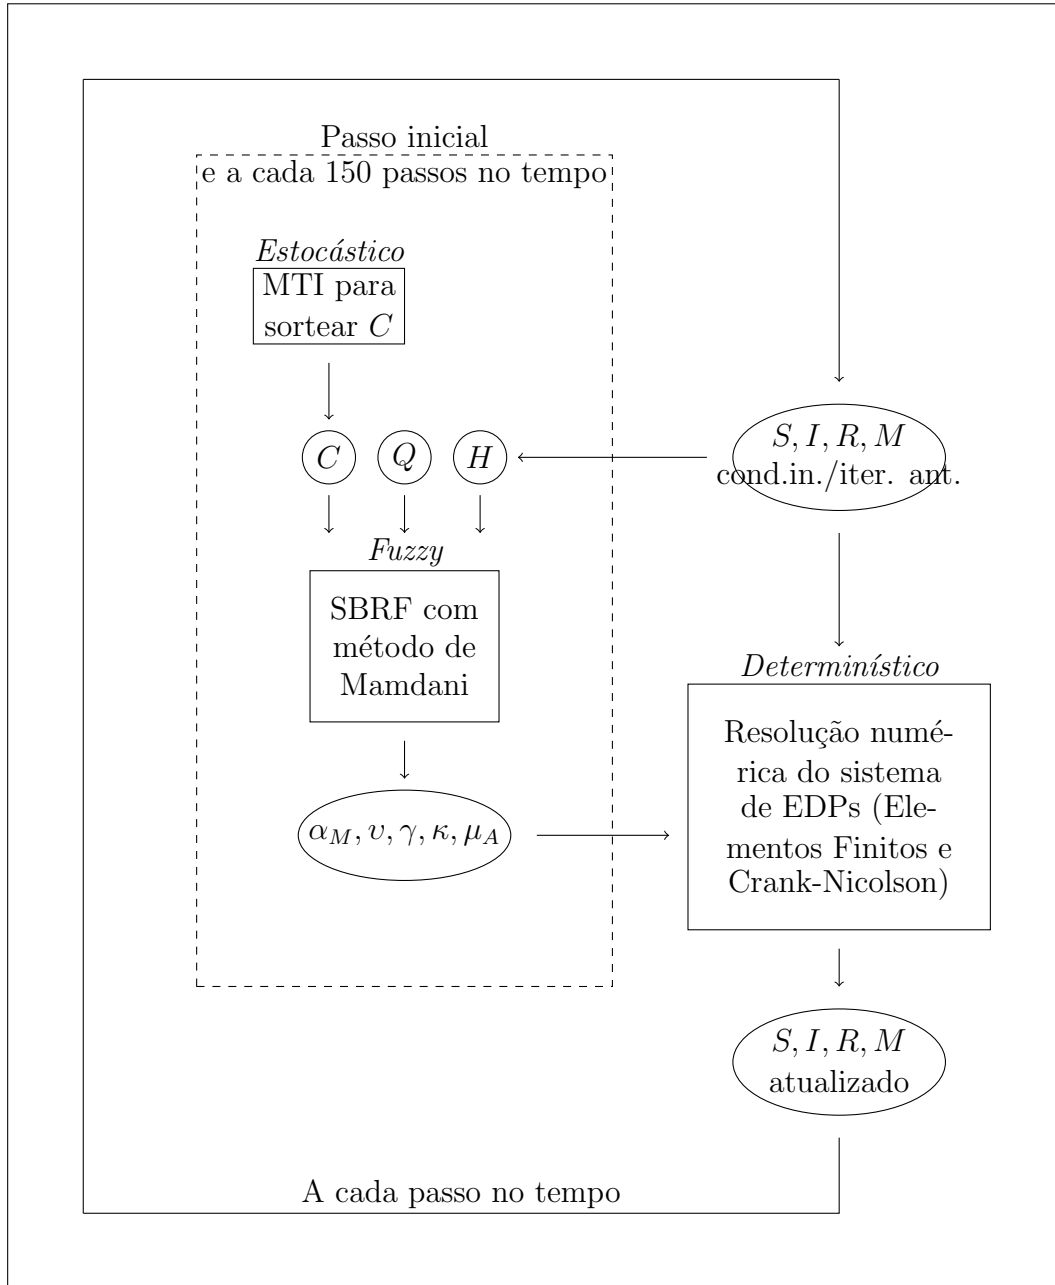 Passo inicial
e a cada 150 passos no tempo
Estocástico
MTI para
sortear C
C Q H
S, I, R, M
cond.in./iter. ant.
Fuzzy
SBRF com
método de
Mamdani
α_M, υ, γ, κ, μ_A
Determinístico
Resolução numé-
rica do sistema
de EDPs (Ele-
mentos Finitos e
Crank-Nicolson)
S, I, R, M
atualizado
A cada passo no tempo